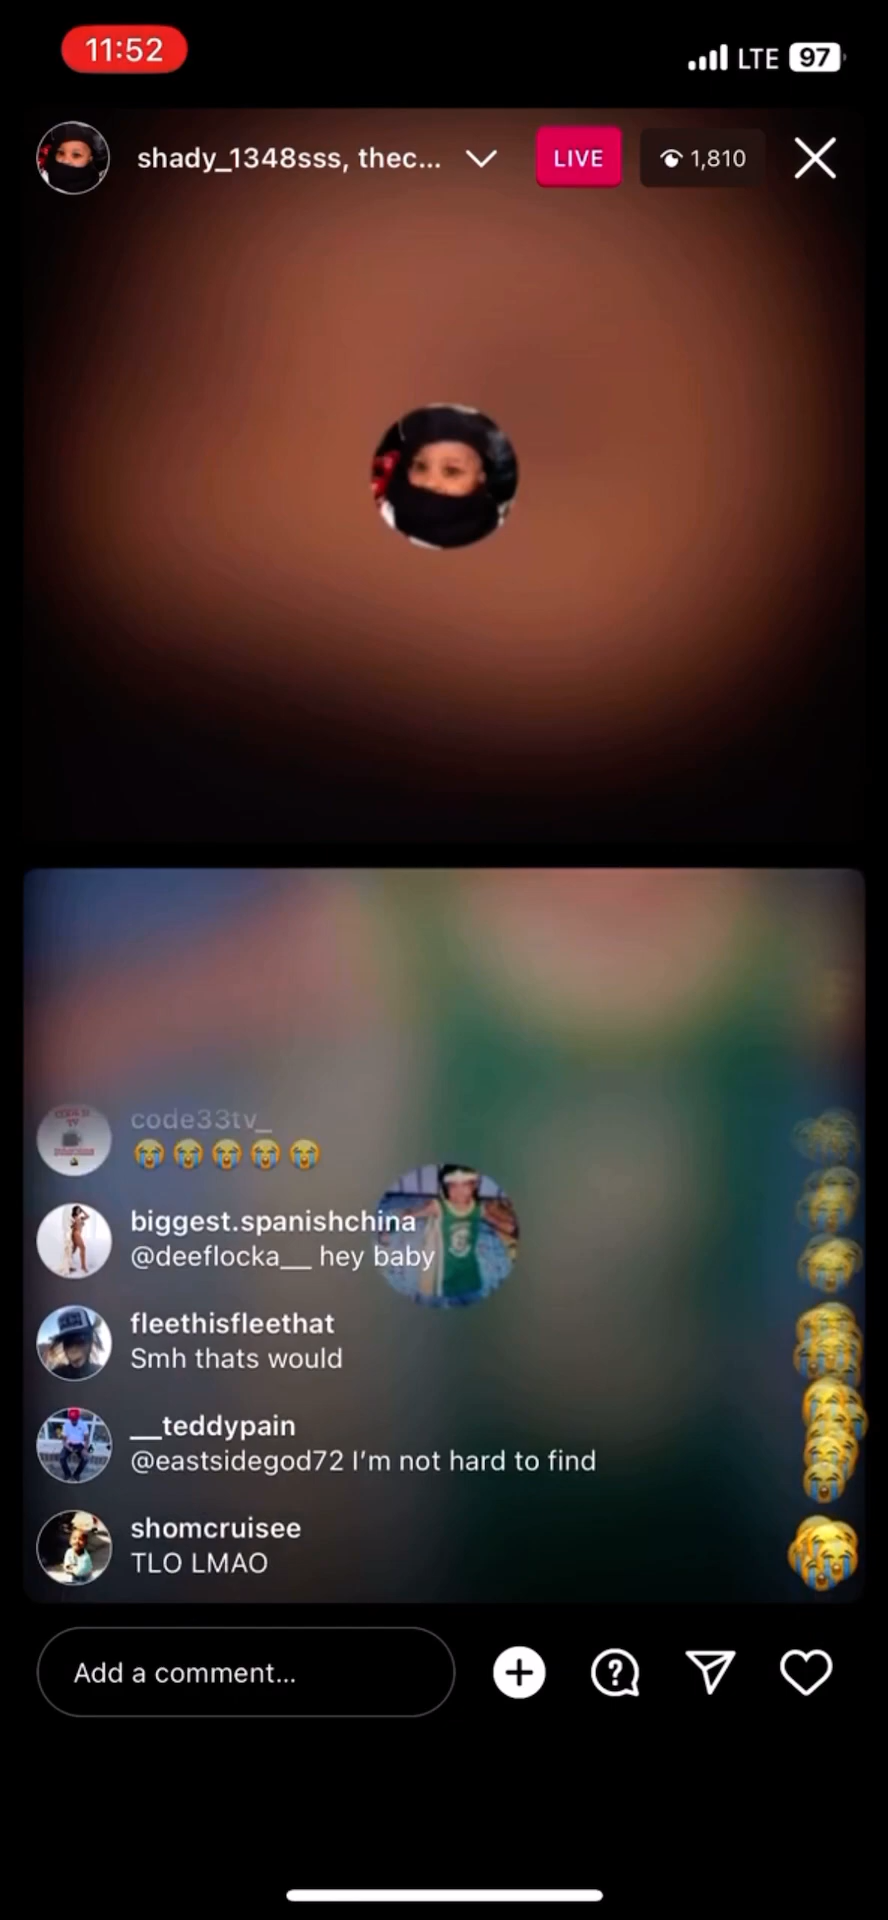 11:52
LTE 97
shady_1348sss, thec...
LIVE
1,810
code33tv_
😭😭😭😭😭
biggest.spanishchina
@deeflocka__ hey baby
fleethisfleethat
Smh thats would
__teddypain
@eastsidegod72 I’m not hard to find
shomcruisee
TLO LMAO
Add a comment...